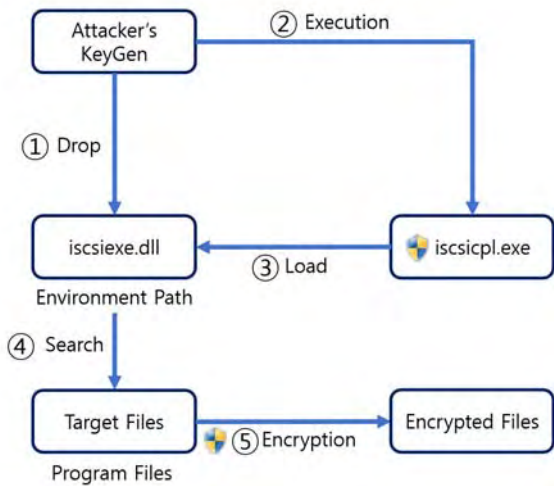 Attacker's
KeyGen
② Execution
① Drop
iscsiexe.dll
iscsicpl.exe
③ Load
Environment Path
④ Search
Target Files
⑤ Encryption
Encrypted Files
Program Files